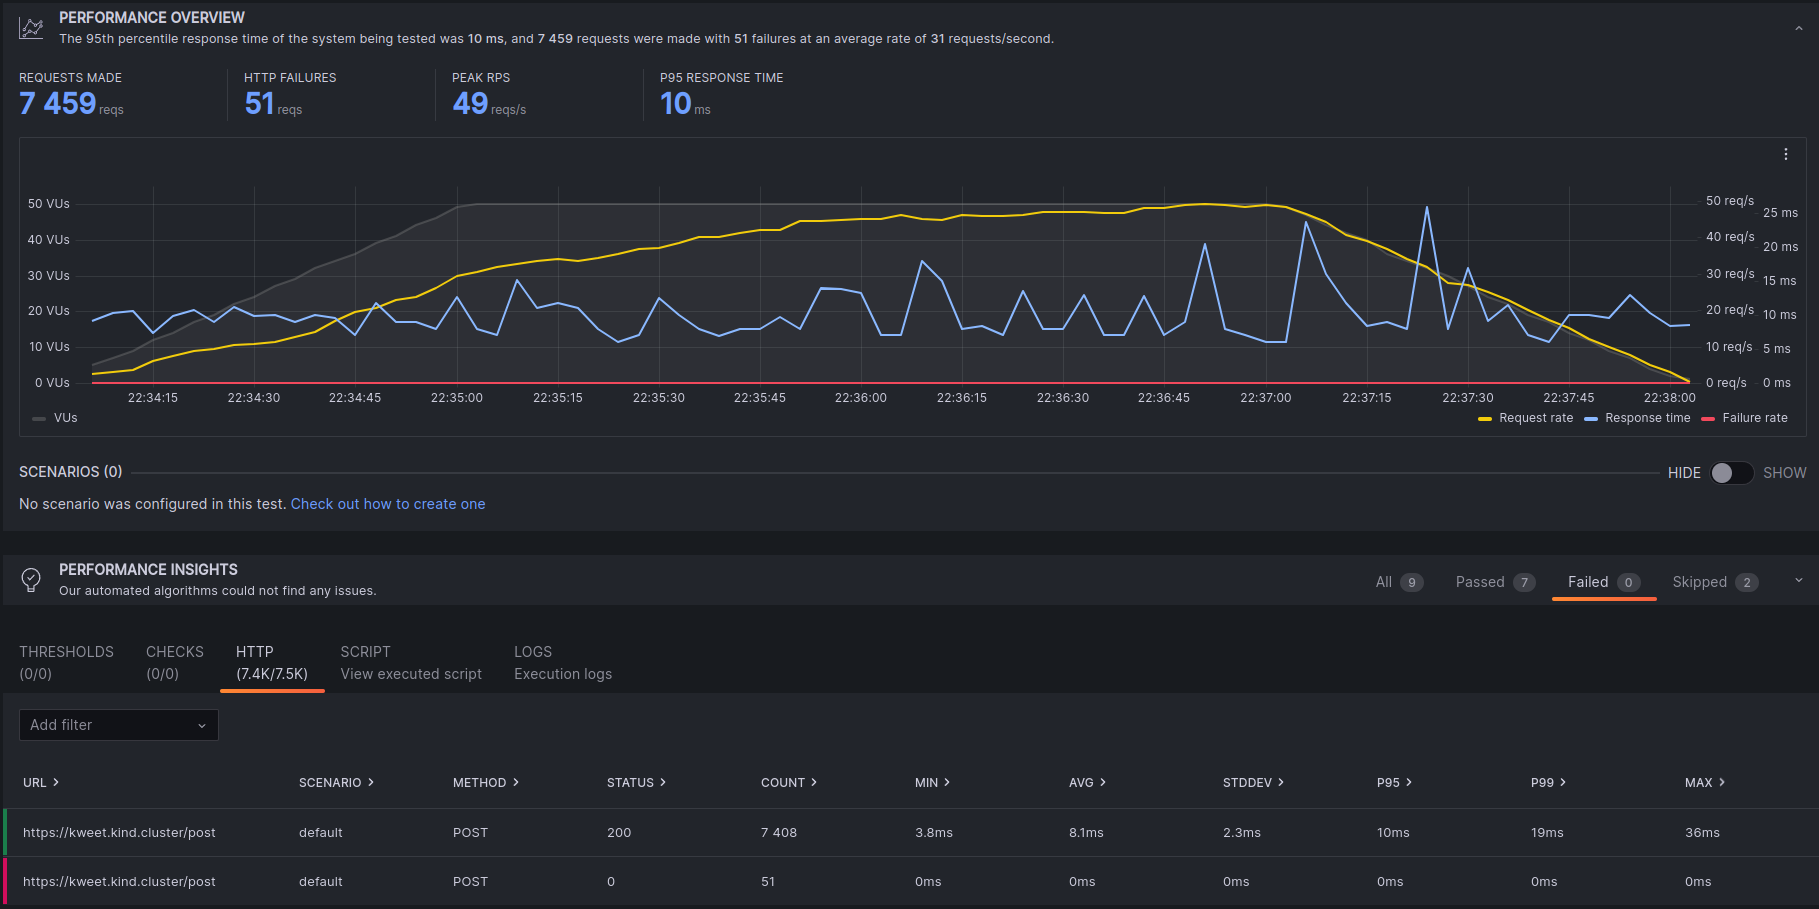 PERFORMANCE OVERVIEW
The 95th percentile response time of the system being tested was 10 ms, and 7 459 requests were made with 51 failures at an average rate of 31 requests/second.
REQUESTS MADE HTTP FAILURES PEAK RPS P95 RESPONSE TIME
7 459 reqs 51 reqs 49 reqs/s 10 ms
50 VUs 50 req/s 25 ms
40 VUs 40 req/s 20 ms
30 VUs 30 req/s 15 ms
20 VUs 20 req/s 10 ms
10 VUs 10 req/s 5 ms
0 VUs 0 req/s 0 ms
22:34:15 22:34:30 22:34:45 22:35:00 22:35:15 22:35:30 22:35:45 22:36:00 22:36:15 22:36:30 22:36:45 22:37:00 22:37:15 22:37:30 22:37:45 22:38:00
VUs Request rate Response time Failure rate
SCENARIOS (0) HIDE SHOW
No scenario was configured in this test. Check out how to create one
PERFORMANCE INSIGHTS
Our automated algorithms could not find any issues.
All 9 Passed 7 Failed 0 Skipped 2
THRESHOLDS CHECKS HTTP SCRIPT LOGS
(0/0) (0/0) (7.4K/7.5K) View executed script Execution logs
Add filter
URL SCENARIO METHOD STATUS COUNT MIN AVG STDDEV P95 P99 MAX
https://kweet.kind.cluster/post default POST 200 7 408 3.8ms 8.1ms 2.3ms 10ms 19ms 36ms
https://kweet.kind.cluster/post default POST 0 51 0ms 0ms 0ms 0ms 0ms 0ms